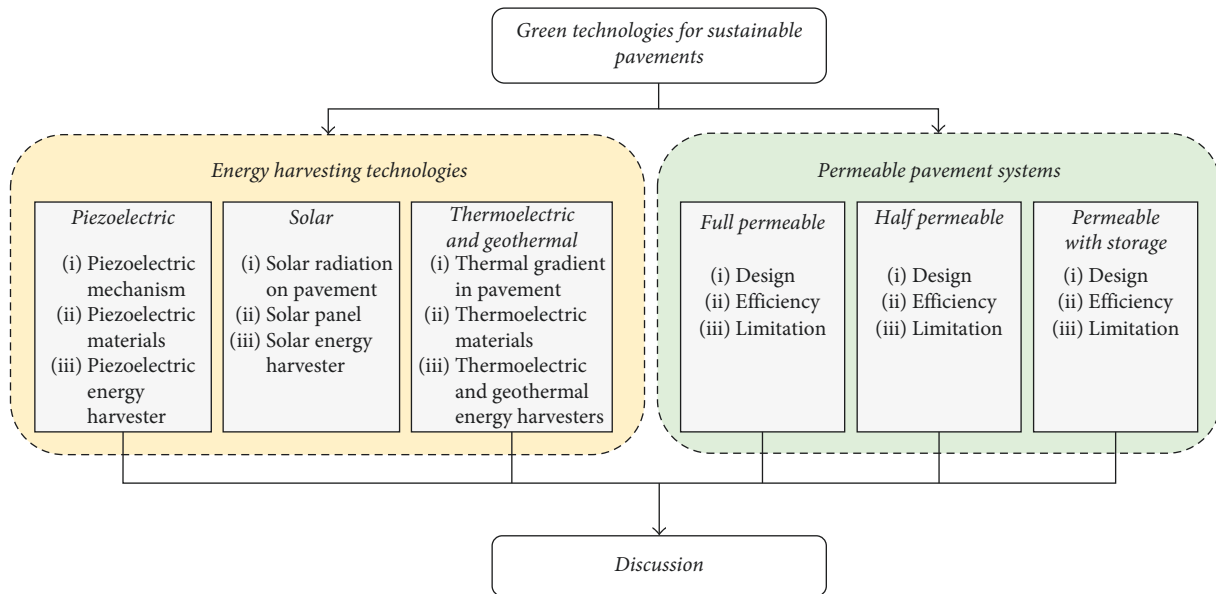 Green technologies for sustainable
pavements
Energy harvesting technologies
Piezoelectric
(i) Piezoelectric
mechanism
(ii) Piezoelectric
materials
(iii) Piezoelectric
energy
harvester
Solar
(i) Solar radiation
on pavement
(ii) Solar panel
(iii) Solar energy
harvester
Thermoelectric
and geothermal
(i) Thermal gradient
in pavement
(ii) Thermoelectric
materials
(iii) Thermoelectric
and geothermal
energy harvesters
Permeable pavement systems
Full permeable
(i) Design
(ii) Efficiency
(iii) Limitation
Half permeable
(i) Design
(ii) Efficiency
(iii) Limitation
Permeable
with storage
(i) Design
(ii) Efficiency
(iii) Limitation
Discussion